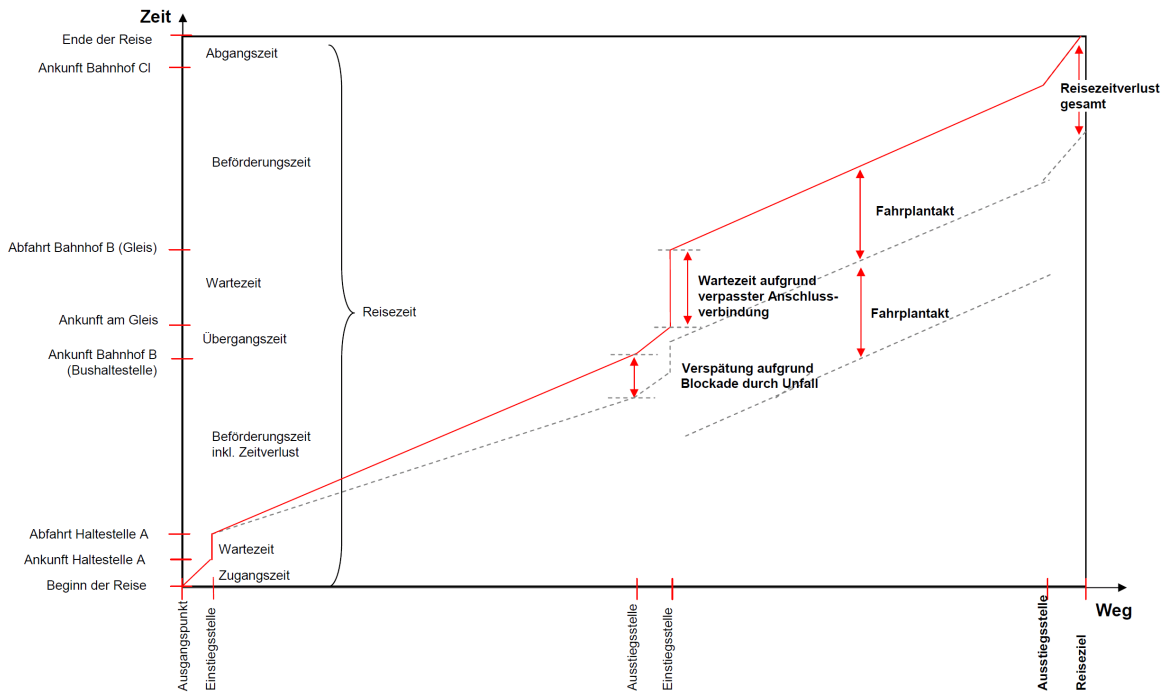 Zeit
Ende der Reise
Abgangszeit
Ankunft Bahnhof CI
Reisezeitverlust
gesamt
Beförderungszeit
Fahrplantakt
Abfahrt Bahnhof B (Gleis)
Wartezeit
Wartezeit aufgrund
verpasster Anschluss-
verbindung
Fahrplantakt
Reisezeit
Ankunft am Gleis
Übergangszeit
Ankunft Bahnhof B
(Bushaltestelle)
Verspätung aufgrund
Blockade durch Unfall
Beförderungszeit
inkl. Zeitverlust
Abfahrt Haltestelle A
Wartezeit
Ankunft Haltestelle A
Zugangszeit
Beginn der Reise
Weg
Ausgangspunkt
Einstiegsstelle
Ausstiegsstelle
Einstiegsstelle
Ausstiegsstelle
Reiseziel